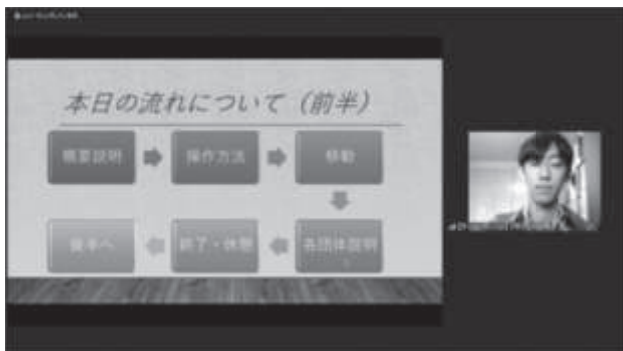 本日の流れについて（前半）
概要説明
操作方法
移動
各団体説明
終了・休憩
後半へ